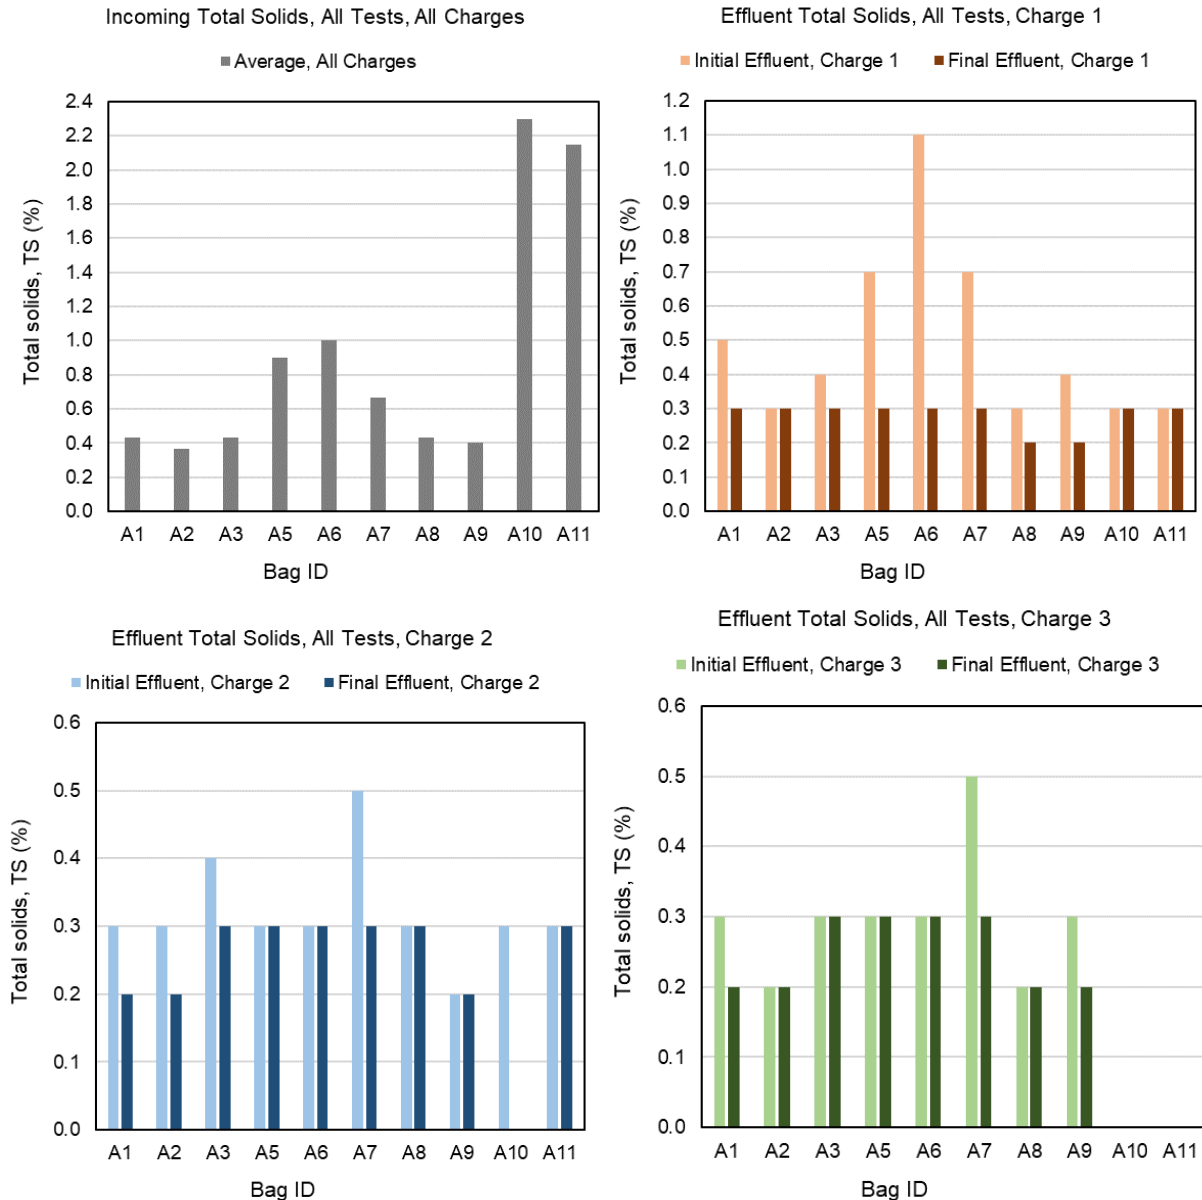 Incoming Total Solids, All Tests, All Charges
Average, All Charges
Total solids, TS (%)
2.4
2.2
2.0
1.8
1.6
1.4
1.2
1.0
0.8
0.6
0.4
0.2
0.0
A1 A2 A3 A5 A6 A7 A8 A9 A10 A11
Bag ID
Effluent Total Solids, All Tests, Charge 1
Initial Effluent, Charge 1 Final Effluent, Charge 1
Total solids, TS (%)
1.2
1.1
1.0
0.9
0.8
0.7
0.6
0.5
0.4
0.3
0.2
0.1
0.0
A1 A2 A3 A5 A6 A7 A8 A9 A10 A11
Bag ID
Effluent Total Solids, All Tests, Charge 2
Initial Effluent, Charge 2 Final Effluent, Charge 2
Total solids, TS (%)
0.6
0.5
0.4
0.3
0.2
0.1
0.0
A1 A2 A3 A5 A6 A7 A8 A9 A10 A11
Bag ID
Effluent Total Solids, All Tests, Charge 3
Initial Effluent, Charge 3 Final Effluent, Charge 3
Total solids, TS (%)
0.6
0.5
0.4
0.3
0.2
0.1
0.0
A1 A2 A3 A5 A6 A7 A8 A9 A10 A11
Bag ID